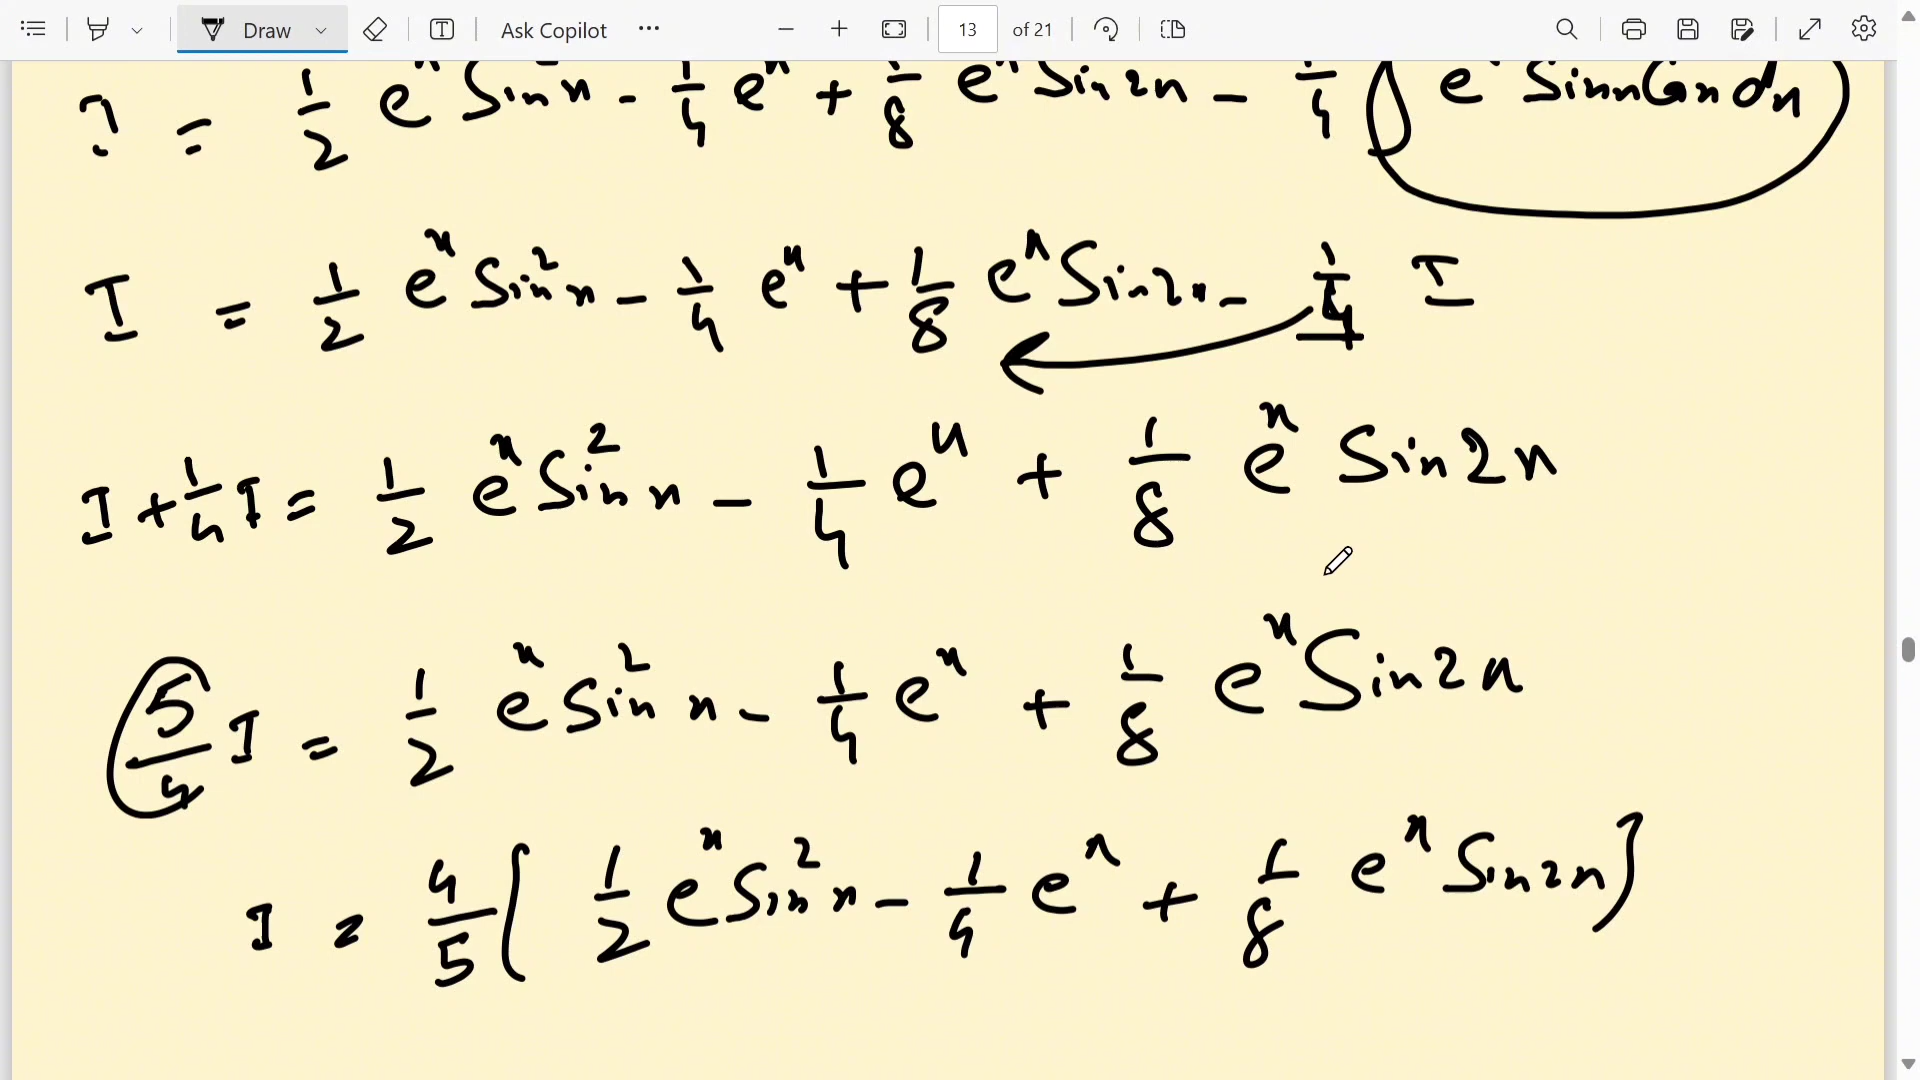 Draw Ask Copilot 13 of 21
I = 1/2 e^x Sin^2 x - 1/4 e^x + 1/8 e^x Sin 2x - 1/4 ∫ e^x Sinx Cosx dx
I = 1/2 e^x Sin^2 x - 1/4 e^x + 1/8 e^x Sin 2x - 1/4 I
I + 1/4 I = 1/2 e^x Sin^2 x - 1/4 e^x + 1/8 e^x Sin 2x
5/4 I = 1/2 e^x Sin^2 x - 1/4 e^x + 1/8 e^x Sin 2x
I = 4/5 [ 1/2 e^x Sin^2 x - 1/4 e^x + 1/8 e^x Sin 2x ]